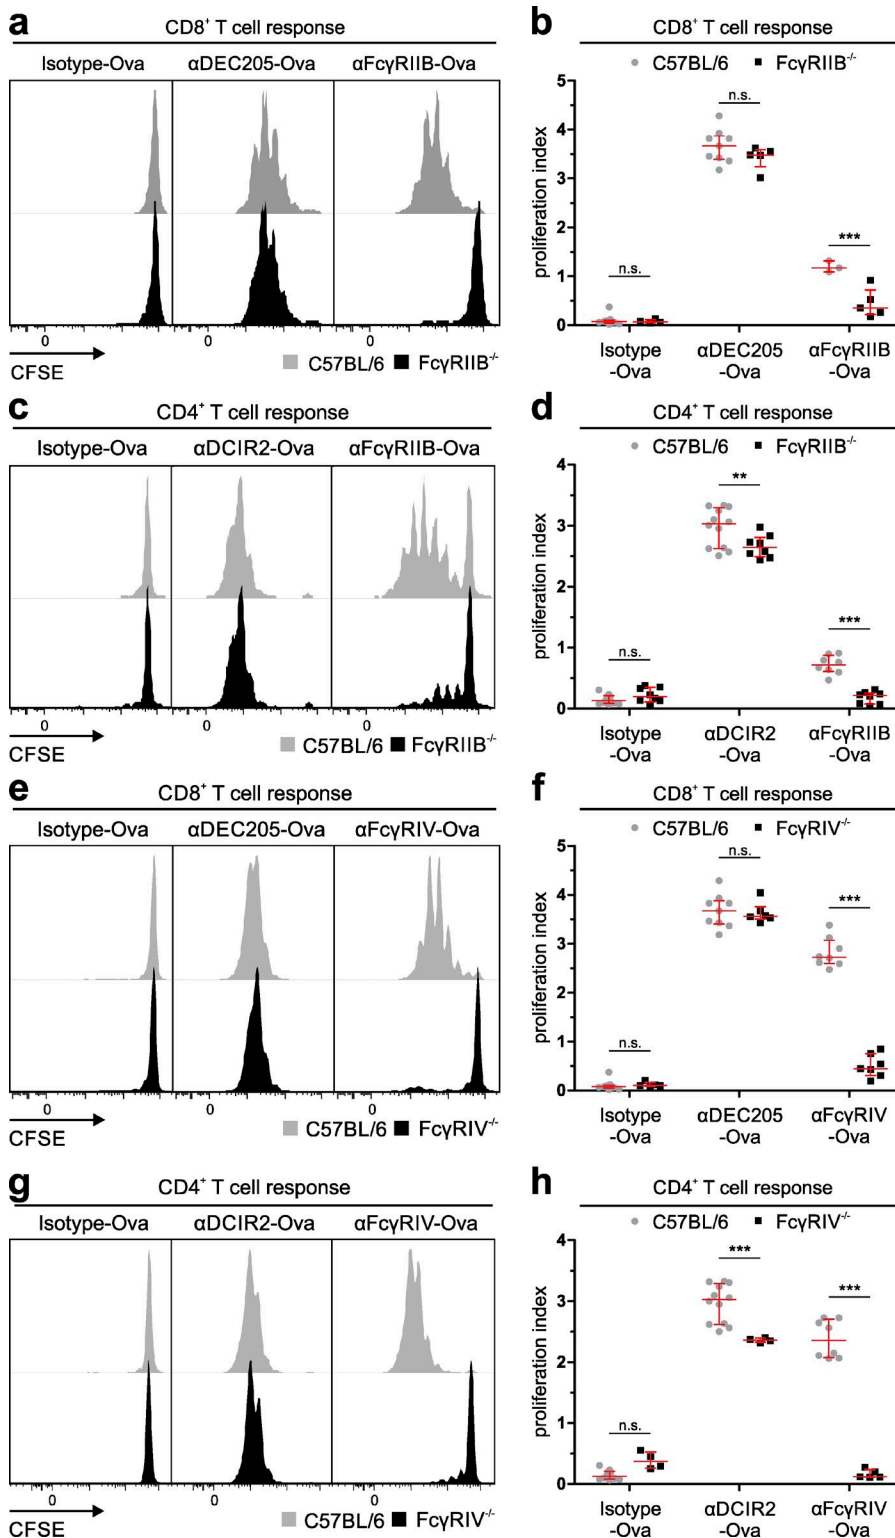 a
CD8⁺ T cell response
Isotype-Ova αDEC205-Ova αFcγRIIB-Ova
0 0 0
CFSE
C57BL/6 FcγRIIB⁻/⁻
b
CD8⁺ T cell response
C57BL/6 FcγRIIB⁻/⁻
proliferation index
5
4
3
2
1
0
n.s.
n.s.
***
Isotype -Ova
αDEC205 -Ova
αFcγRIIB -Ova
c
CD4⁺ T cell response
Isotype-Ova αDCIR2-Ova αFcγRIIB-Ova
0 0 0
CFSE
C57BL/6 FcγRIIB⁻/⁻
d
CD4⁺ T cell response
C57BL/6 FcγRIIB⁻/⁻
proliferation index
4
3
2
1
0
n.s.
**
***
Isotype -Ova
αDCIR2 -Ova
αFcγRIIB -Ova
e
CD8⁺ T cell response
Isotype-Ova αDEC205-Ova αFcγRIV-Ova
0 0 0
CFSE
C57BL/6 FcγRIV⁻/⁻
f
CD8⁺ T cell response
C57BL/6 FcγRIV⁻/⁻
proliferation index
5
4
3
2
1
0
n.s.
n.s.
***
Isotype -Ova
αDEC205 -Ova
αFcγRIV -Ova
g
CD4⁺ T cell response
Isotype-Ova αDCIR2-Ova αFcγRIV-Ova
0 0 0
CFSE
C57BL/6 FcγRIV⁻/⁻
h
CD4⁺ T cell response
C57BL/6 FcγRIV⁻/⁻
proliferation index
4
3
2
1
0
n.s.
***
***
Isotype -Ova
αDCIR2 -Ova
αFcγRIV -Ova